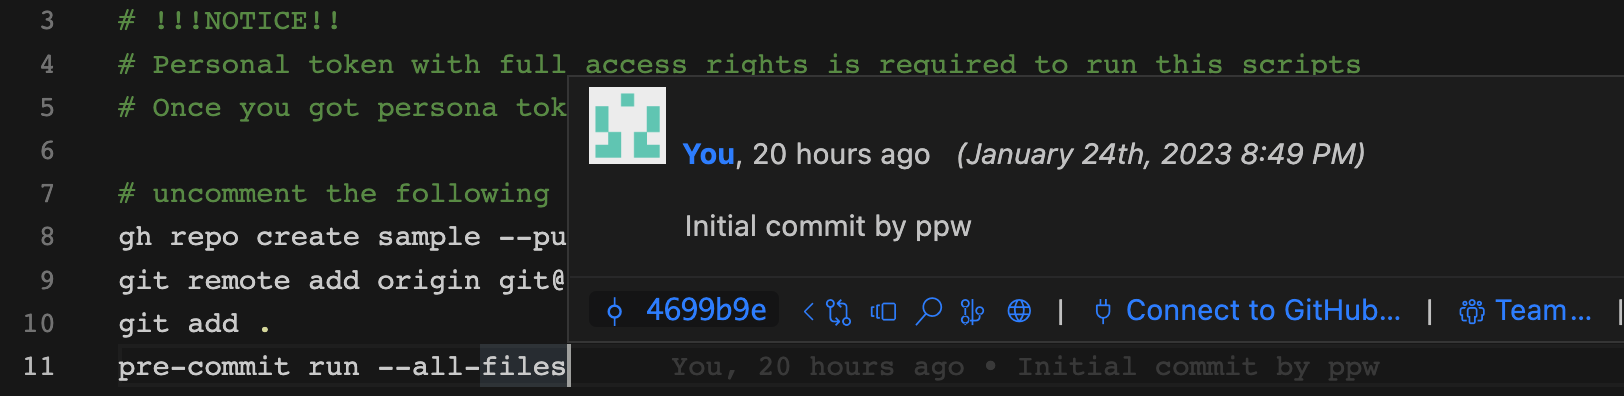 3 # !!!NOTICE!!
4 # Personal token with full access rights is required to run this scripts
5 # Once you got persona tok
You, 20 hours ago (January 24th, 2023 8:49 PM)
6
7 # uncomment the following
Initial commit by ppw
8 gh repo create sample --pu
9 git remote add origin git@
4699b9e | Connect to GitHub... | Team... |
10 git add .
11 pre-commit run --all-files You, 20 hours ago • Initial commit by ppw